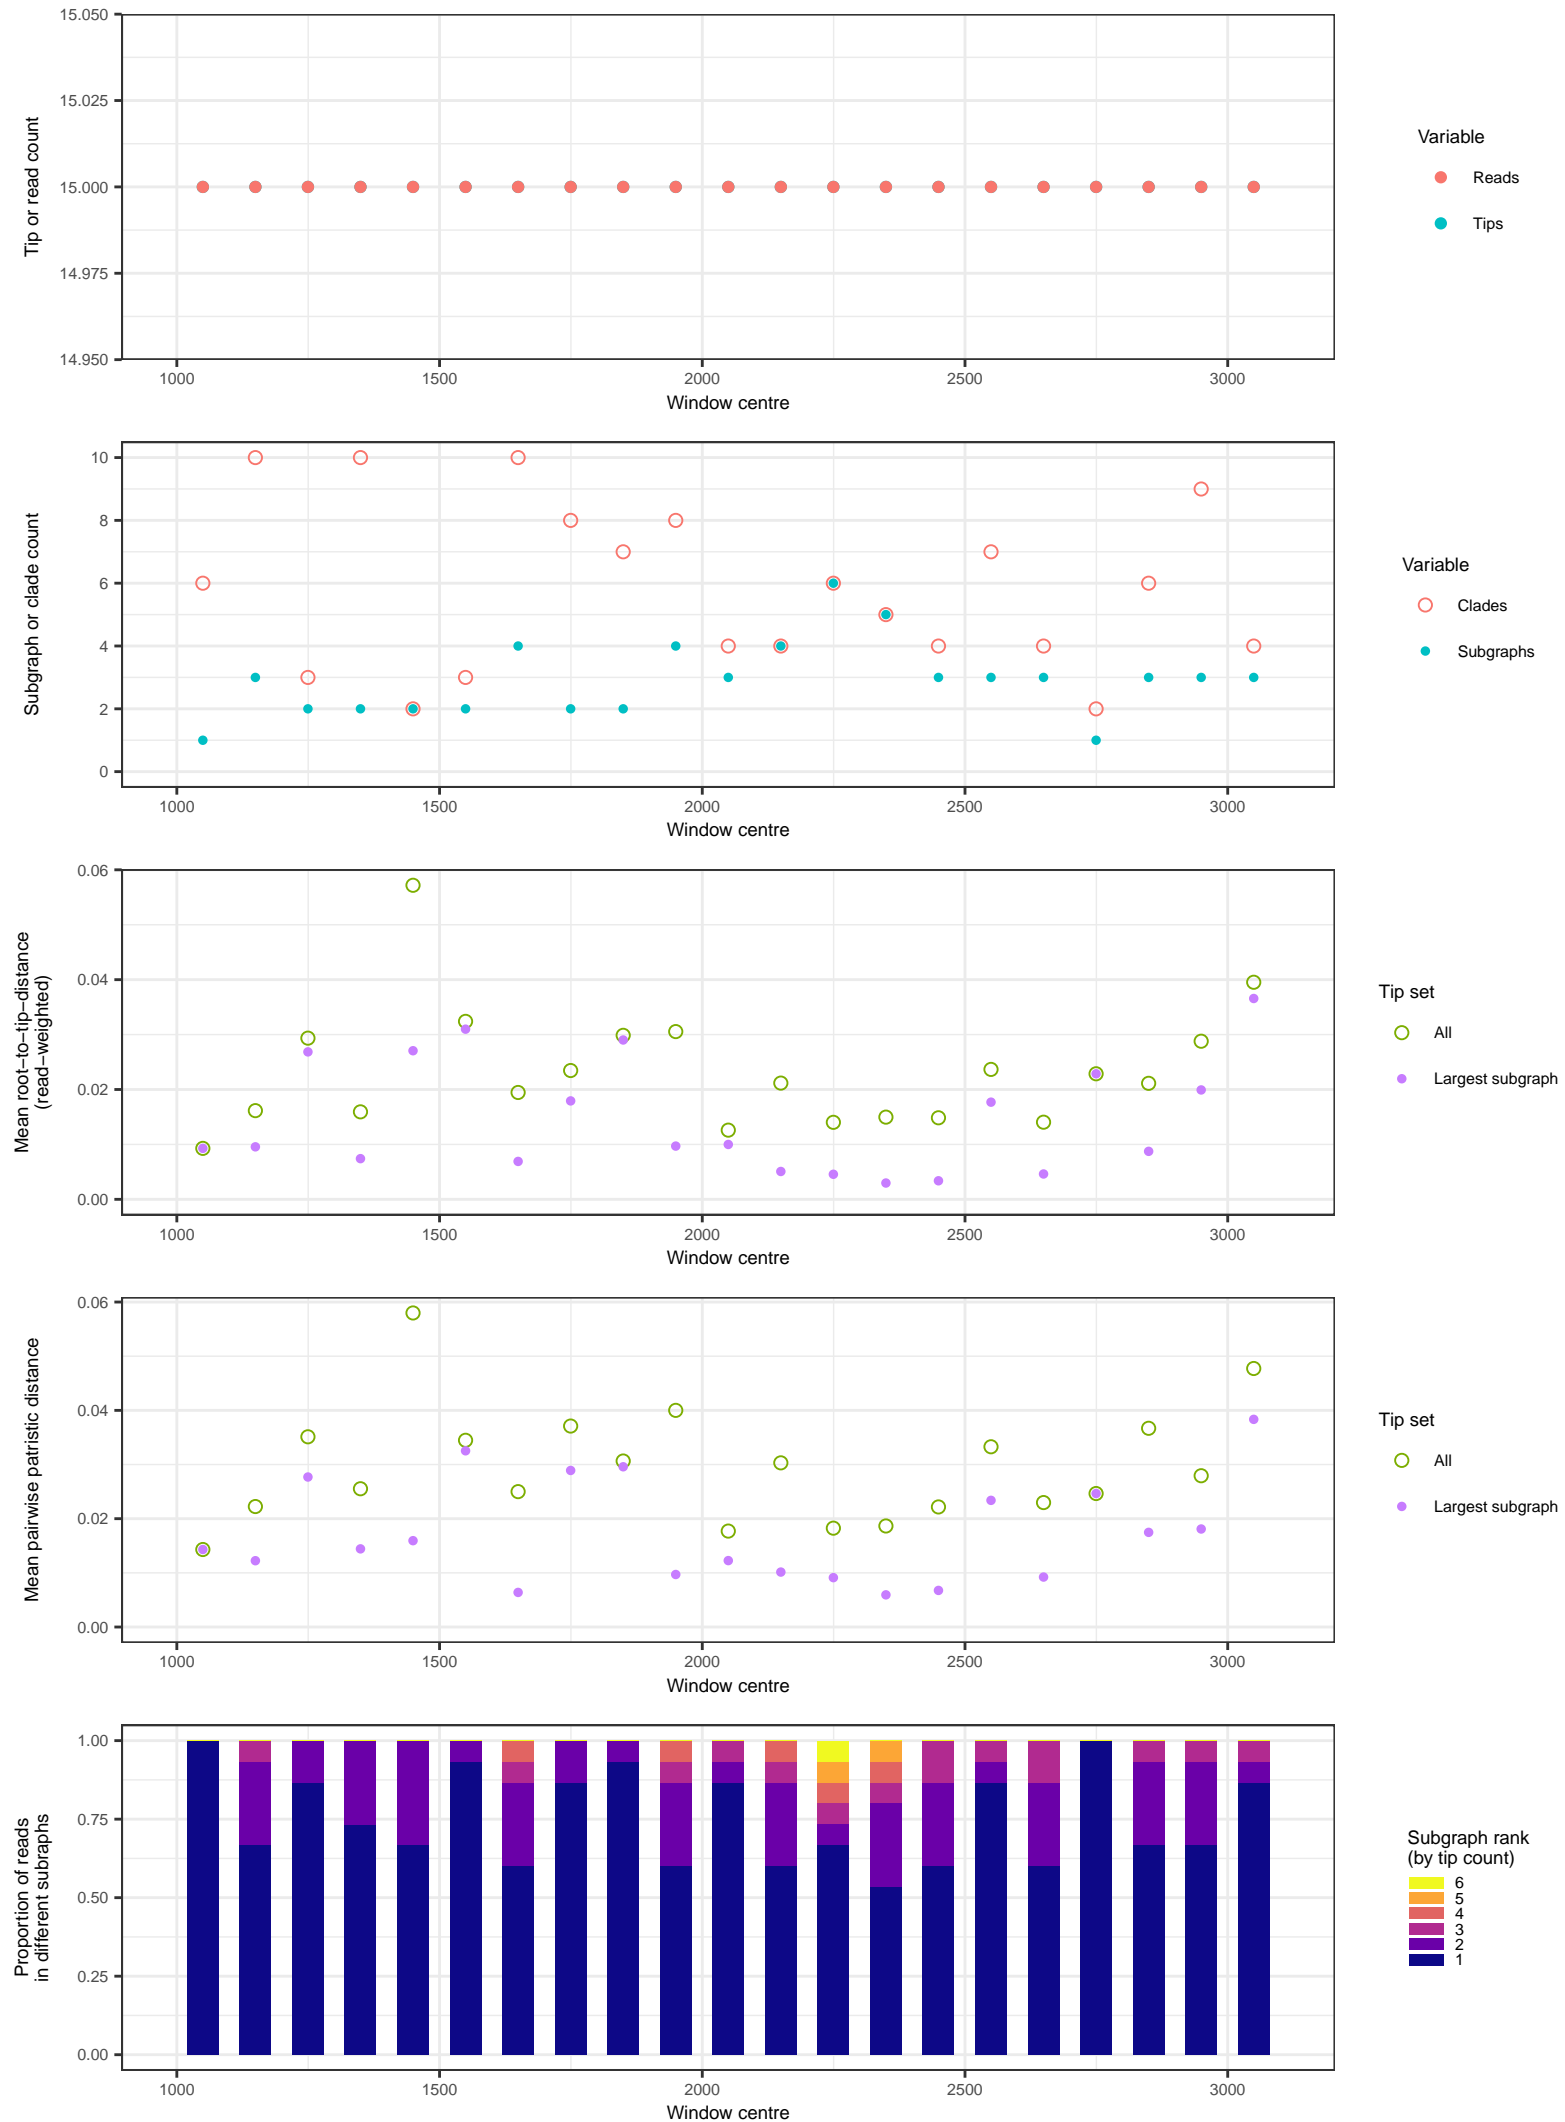 15.050
15.025
15.000
14.975
14.950
Tip or read count
1000 1500 2000 2500 3000
Window centre
Variable
Reads
Tips
10
8
6
4
2
0
Subgraph or clade count
1000 1500 2000 2500 3000
Window centre
Variable
Clades
Subgraphs
0.06
0.04
0.02
0.00
Mean root−to−tip−distance
(read−weighted)
1000 1500 2000 2500 3000
Window centre
Tip set
All
Largest subgraph
0.06
0.04
0.02
0.00
Mean pairwise patristic distance
1000 1500 2000 2500 3000
Window centre
Tip set
All
Largest subgraph
1.00
0.75
0.50
0.25
0.00
Proportion of reads
in different subraphs
1000 1500 2000 2500 3000
Window centre
Subgraph rank
(by tip count)
6
5
4
3
2
1